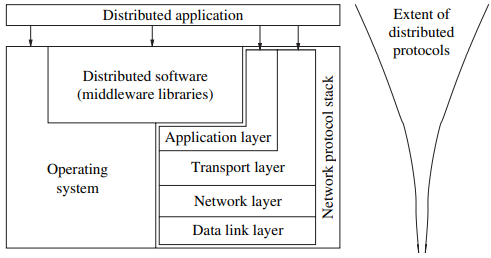 Distributed application
Extent of
distributed
protocols
Distributed software
(middleware libraries)
Network protocol stack
Application layer
Operating
system
Transport layer
Network layer
Data link layer